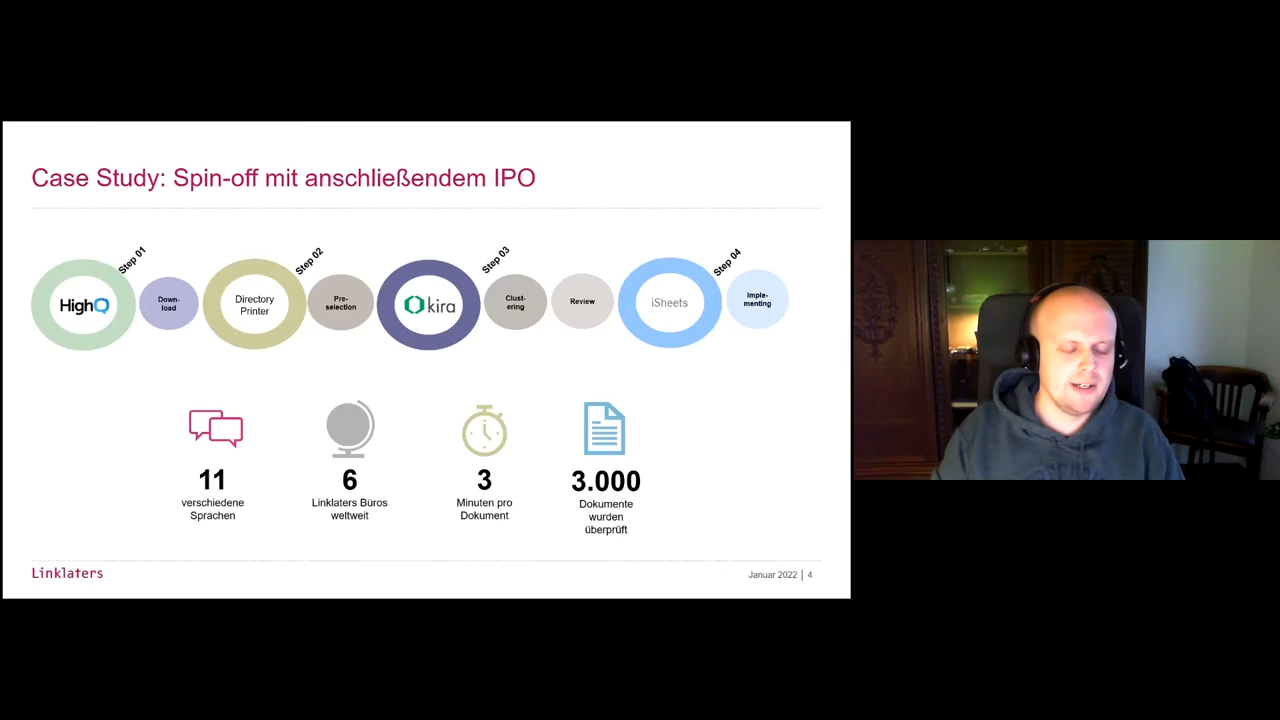 Case Study: Spin-off mit anschließendem IPO
Step 01
Step 02
Step 03
Step 04
HighQ
Down-
load
Directory
Printer
Pre-
selection
kira
Clust-
ering
Review
iSheets
Imple-
menting
11
verschiedene
Sprachen
6
Linklaters Büros
weltweit
3
Minuten pro
Dokument
3.000
Dokumente
wurden
überprüft
Linklaters
Januar 2022 | 4